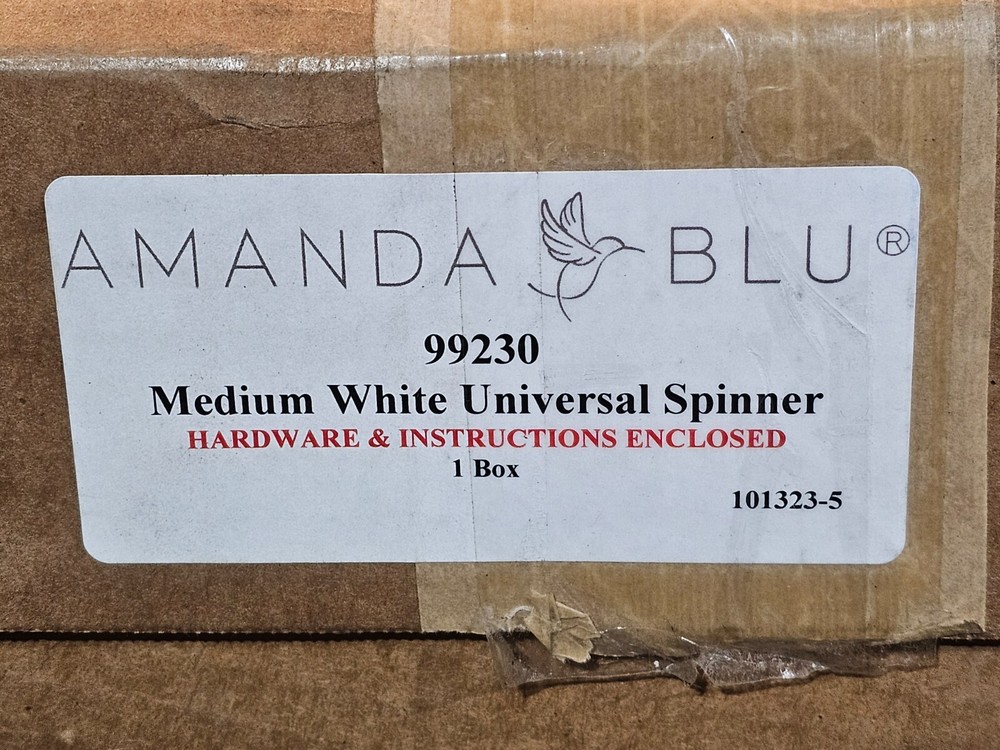 AMANDA BLU®
99230
Medium White Universal Spinner
HARDWARE & INSTRUCTIONS ENCLOSED
1 Box
101323-5